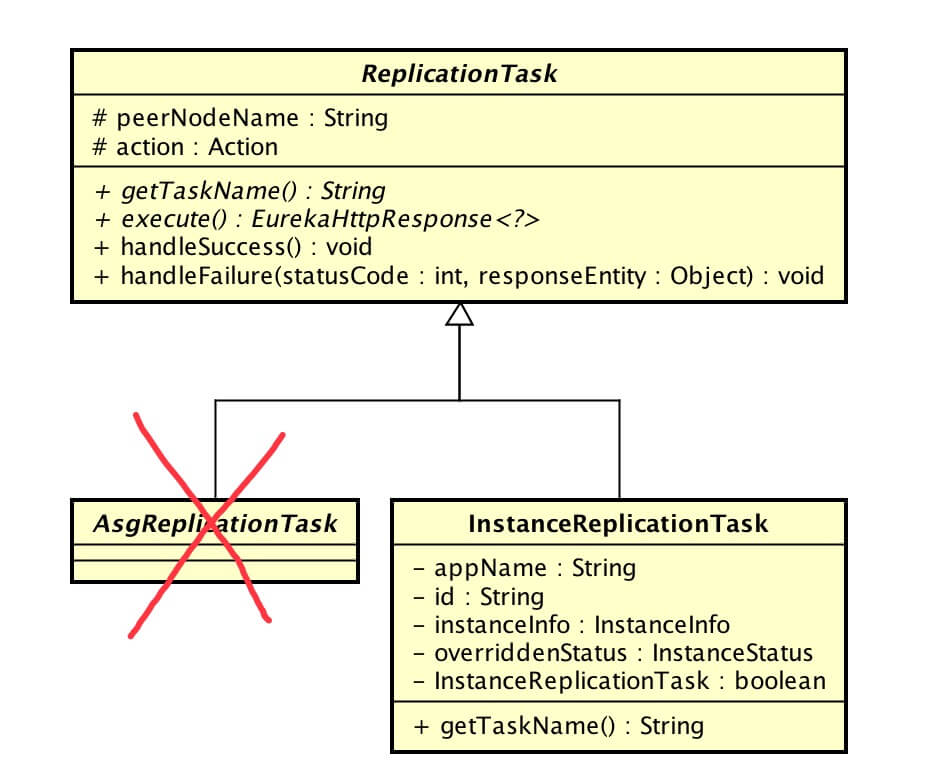 ReplicationTask
# peerNodeName : String
# action : Action
+ getTaskName() : String
+ execute() : EurekaHttpResponse<?>
+ handleSuccess() : void
+ handleFailure(statusCode : int, responseEntity : Object) : void
AsgReplicationTask
InstanceReplicationTask
– appName : String
– id : String
– instanceInfo : InstanceInfo
– overriddenStatus : InstanceStatus
– InstanceReplicationTask : boolean
+ getTaskName() : String